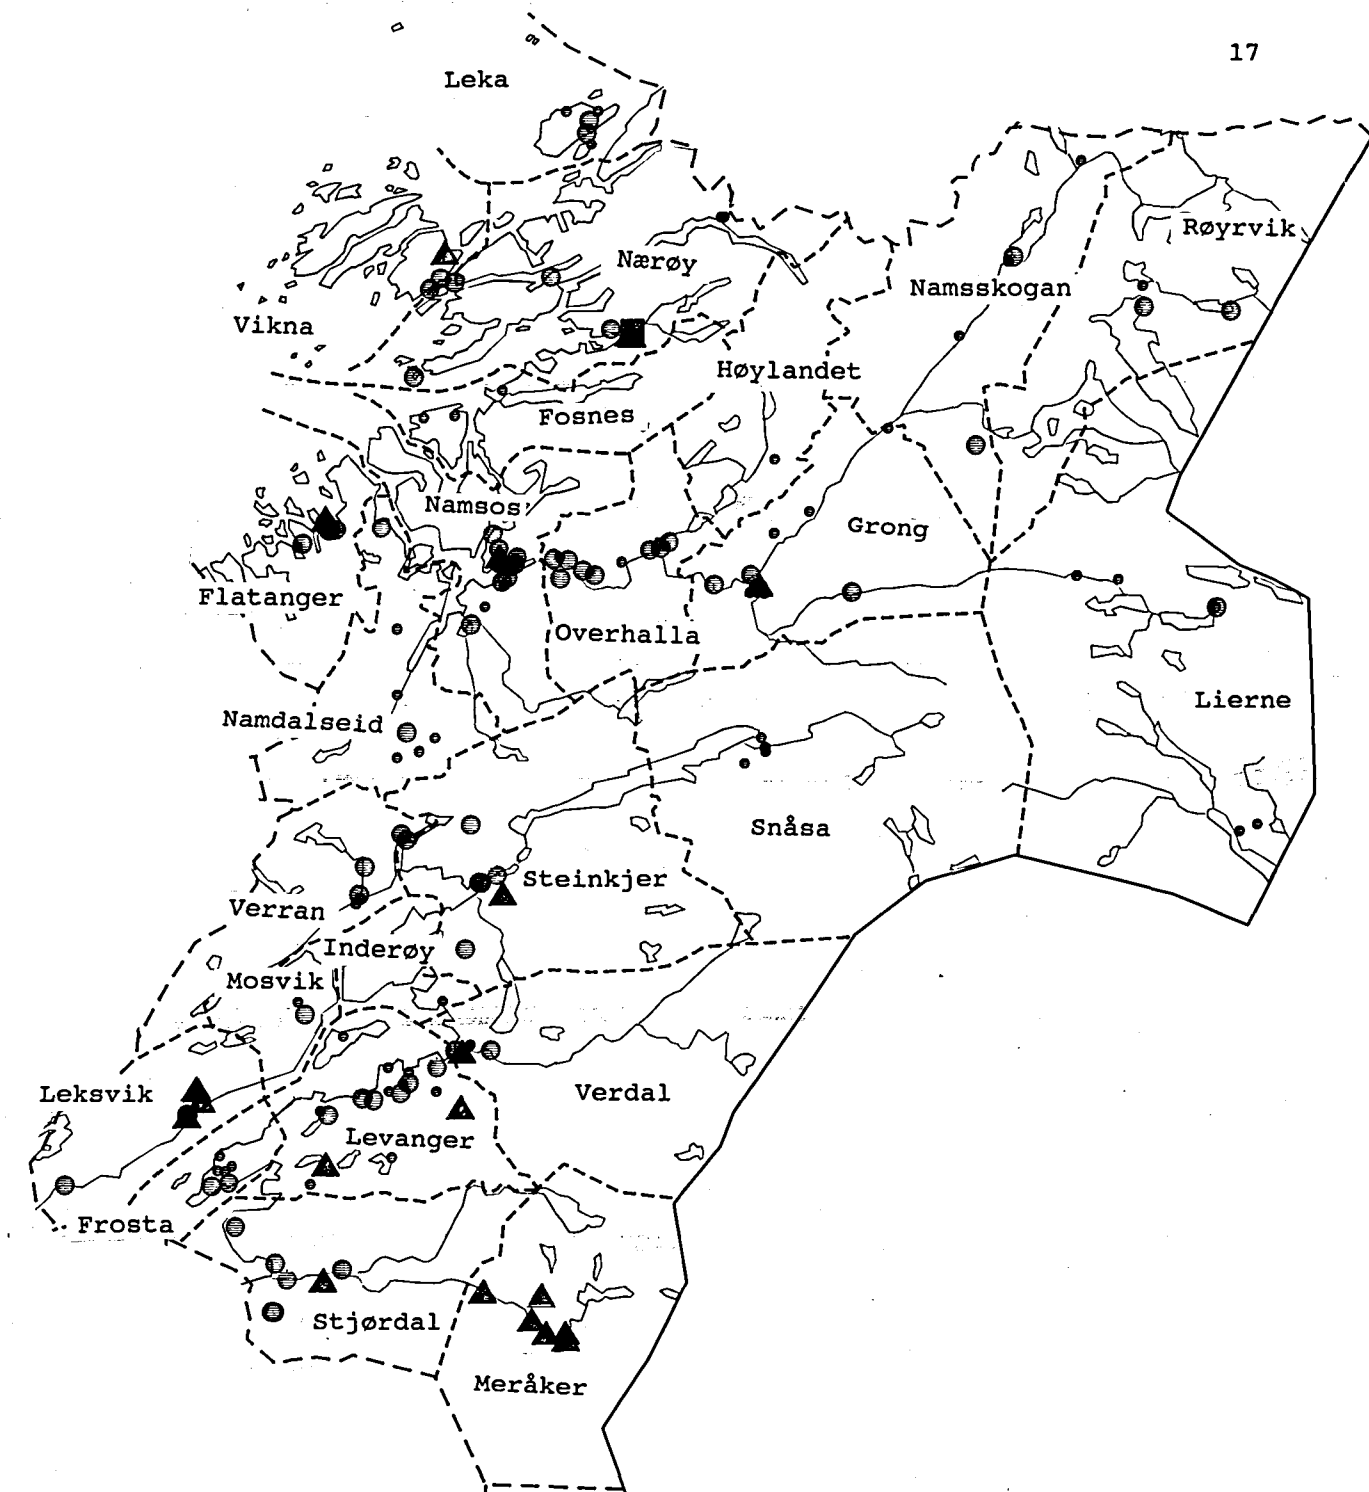 17
Leka
Røyrvik
Nærøy
Namsskogan
Vikna
Høylandet
Fosnes
Namsos
Grong
Flatanger
Overhalla
Lierne
Namdalseid
Snåsa
Steinkjer
Verran
Inderøy
Mosvik
Leksvik
Verdal
Levanger
Frosta
Stjørdal
Meråker